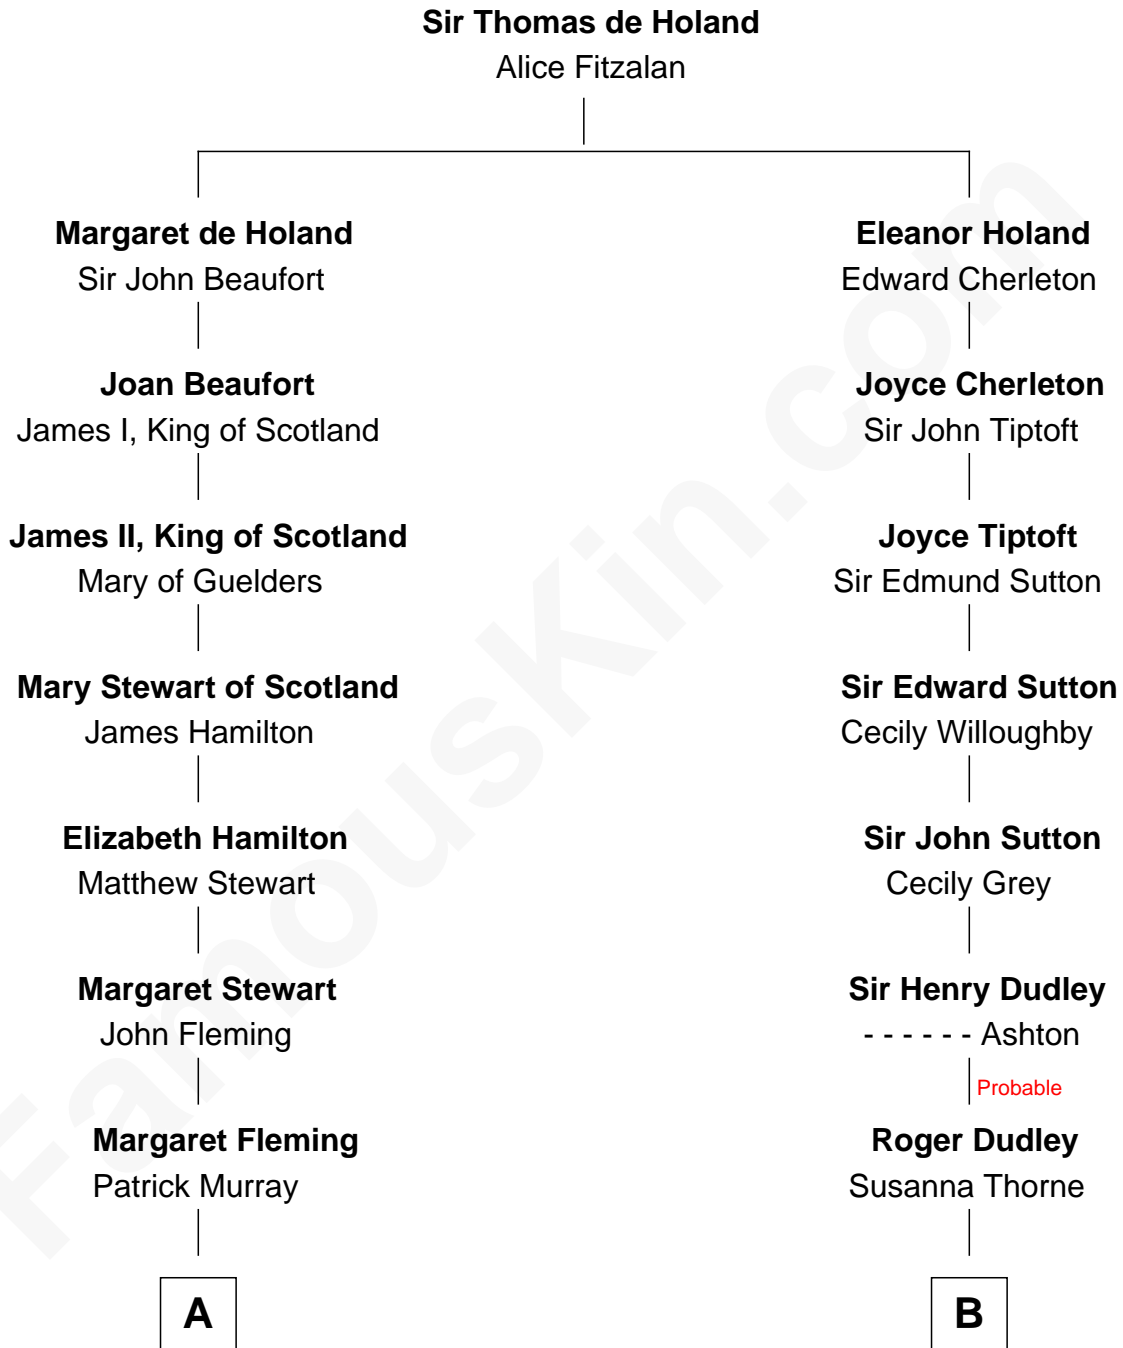 Sir Thomas de Holand
Alice Fitzalan
Margaret de Holand
Sir John Beaufort
Eleanor Holand
Edward Cherleton
Joan Beaufort
James I, King of Scotland
Joyce Cherleton
Sir John Tiptoft
James II, King of Scotland
Mary of Guelders
Joyce Tiptoft
Sir Edmund Sutton
Mary Stewart of Scotland
James Hamilton
Sir Edward Sutton
Cecily Willoughby
Elizabeth Hamilton
Matthew Stewart
Sir John Sutton
Cecily Grey
Margaret Stewart
John Fleming
Sir Henry Dudley
- - - - - - Ashton
Probable
Margaret Fleming
Patrick Murray
Roger Dudley
Susanna Thorne
A
B
FamousKin.com